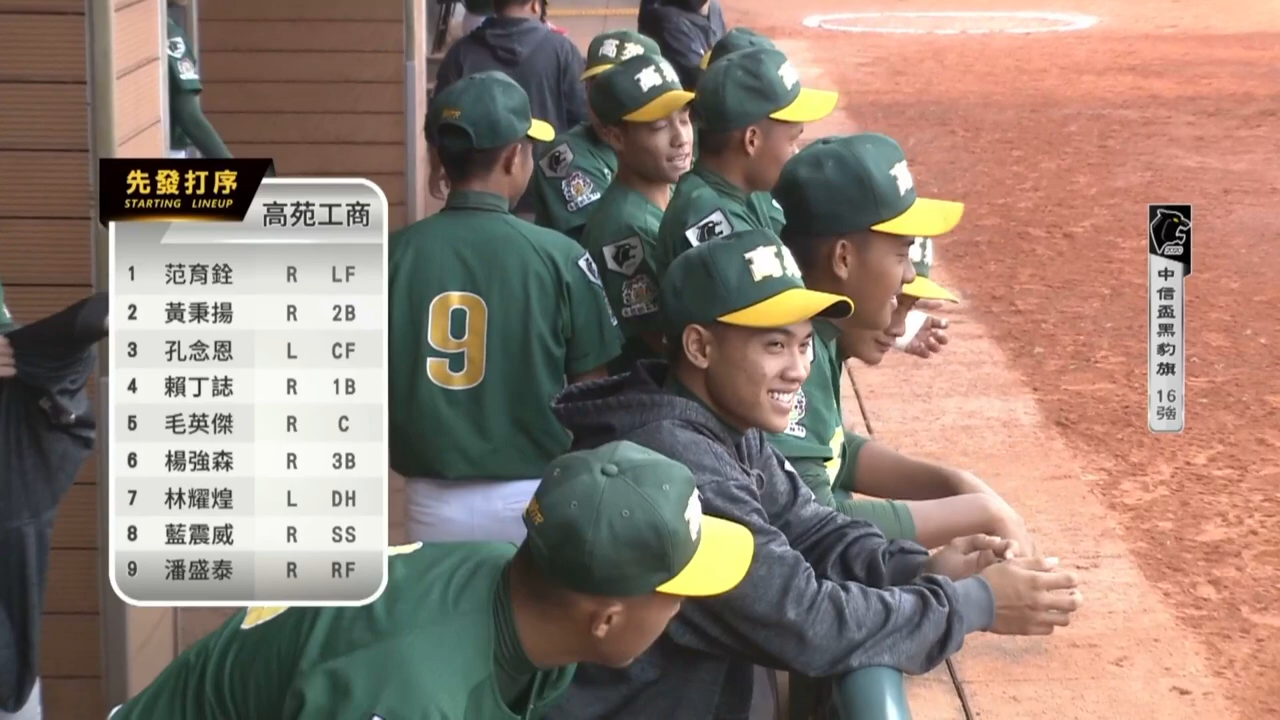 先發打序
STARTING LINEUP
高苑工商
1 范育銓 R LF
2 黃秉揚 R 2B
3 孔念恩 L CF
4 賴丁誌 R 1B
5 毛英傑 R C
6 楊強森 R 3B
7 林耀煌 L DH
8 藍震威 R SS
9 潘盛泰 R RF
9
高苑
高苑
高苑
2020
中信盃黑豹旗
16強